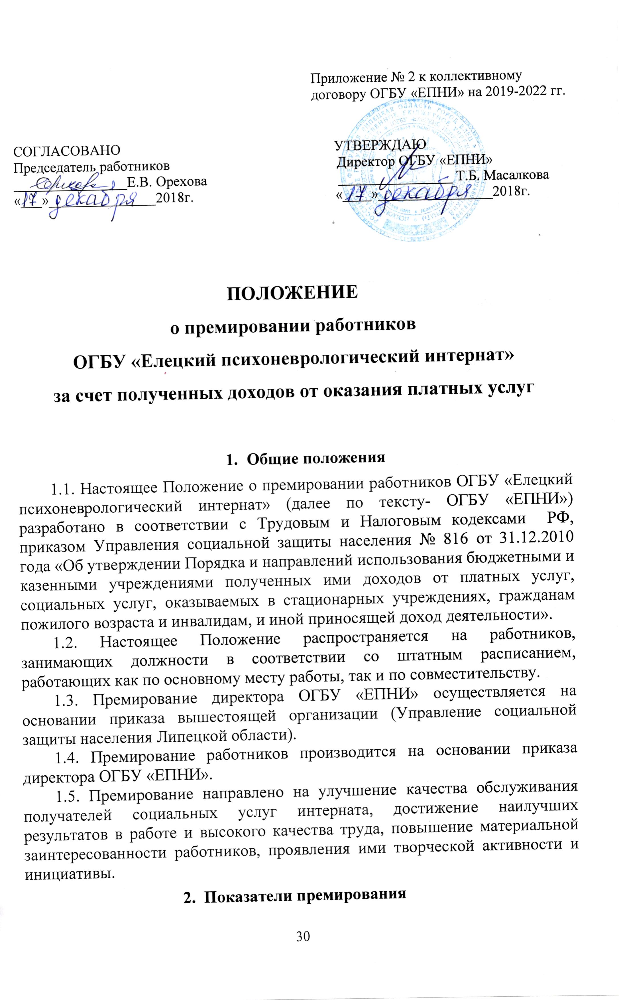 Приложение № 2 к коллективному
договору ОГБУ «ЕПНИ» на 2019-2022 гг.
СОГЛАСОВАНО
Председатель работников
Е.В. Орехова
«17» декабря 2018г.
УТВЕРЖДАЮ
Директор ОГБУ «ЕПНИ»
Т.Б. Масалкова
«17» декабря 2018г.
ПОЛОЖЕНИЕ
о премировании работников
ОГБУ «Елецкий психоневрологический интернат»
за счет полученных доходов от оказания платных услуг
1. Общие положения
1.1. Настоящее Положение о премировании работников ОГБУ «Елецкий
психоневрологический интернат» (далее по тексту- ОГБУ «ЕПНИ»)
разработано в соответствии с Трудовым и Налоговым кодексами РФ,
приказом Управления социальной защиты населения № 816 от 31.12.2010
года «Об утверждении Порядка и направлений использования бюджетными и
казенными учреждениями полученных ими доходов от платных услуг,
социальных услуг, оказываемых в стационарных учреждениях, гражданам
пожилого возраста и инвалидам, и иной приносящей доход деятельности».
1.2. Настоящее Положение распространяется на работников,
занимающих должности в соответствии со штатным расписанием,
работающих как по основному месту работы, так и по совместительству.
1.3. Премирование директора ОГБУ «ЕПНИ» осуществляется на
основании приказа вышестоящей организации (Управление социальной
защиты населения Липецкой области).
1.4. Премирование работников производится на основании приказа
директора ОГБУ «ЕПНИ».
1.5. Премирование направлено на улучшение качества обслуживания
получателей социальных услуг интерната, достижение наилучших
результатов в работе и высокого качества труда, повышение материальной
заинтересованности работников, проявления ими творческой активности и
инициативы.
2. Показатели премирования
30